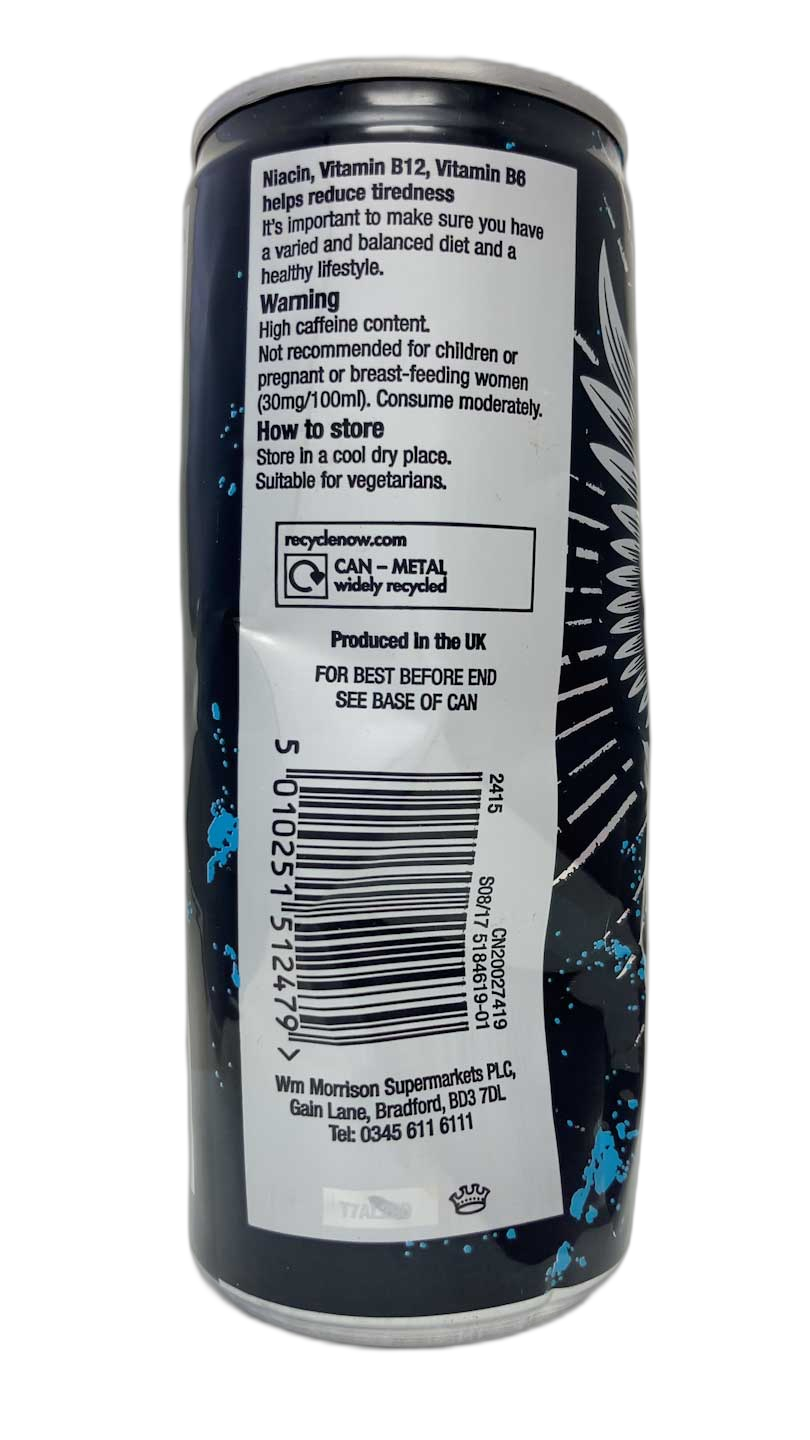 Niacin, Vitamin B12, Vitamin B6
helps reduce tiredness
It's important to make sure you have
a varied and balanced diet and a
healthy lifestyle.
Warning
High caffeine content.
Not recommended for children or
pregnant or breast-feeding women
(30mg/100ml). Consume moderately.
How to store
Store in a cool dry place.
Suitable for vegetarians.
recyclenow.com
CAN – METAL
widely recycled
Produced in the UK
FOR BEST BEFORE END
SEE BASE OF CAN
5 010251 512479 >
2415
S08/17 5184619-01
CN20027419
Wm Morrison Supermarkets PLC,
Gain Lane, Bradford, BD3 7DL
Tel: 0345 611 6111